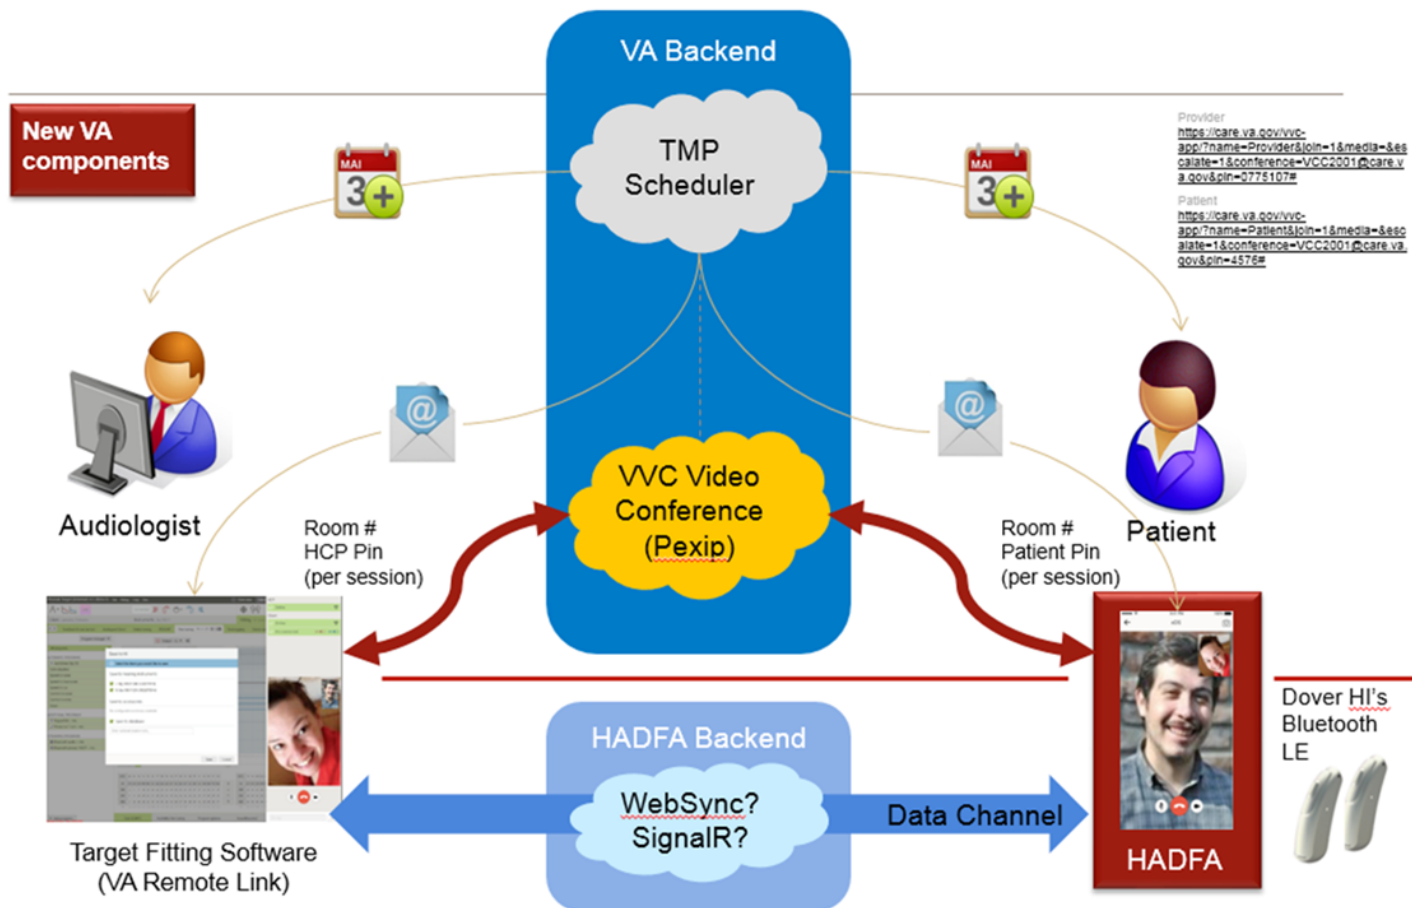 VA Backend
New VA
components
MAI
3
TMP
Scheduler
MAI
3
Provider
https://care.va.gov/vvc-
app/?name=Provider&join=1&media=&es
calate=1&conference=VCC2001@care.v
a.gov&pin=0775107#
Patient
https://care.va.gov/vvc-
app/?name=Patient&join=1&media=&esc
alate=1&conference=VCC2001@care.va.
gov&pin=4576#
@
@
VVC Video
Conference
(Pexip)
Audiologist
Patient
Room #
HCP Pin
(per session)
Room #
Patient Pin
(per session)
HADFA Backend
WebSync?
SignalR?
Data Channel
Target Fitting Software
(VA Remote Link)
HADFA
Dover HI's
Bluetooth
LE